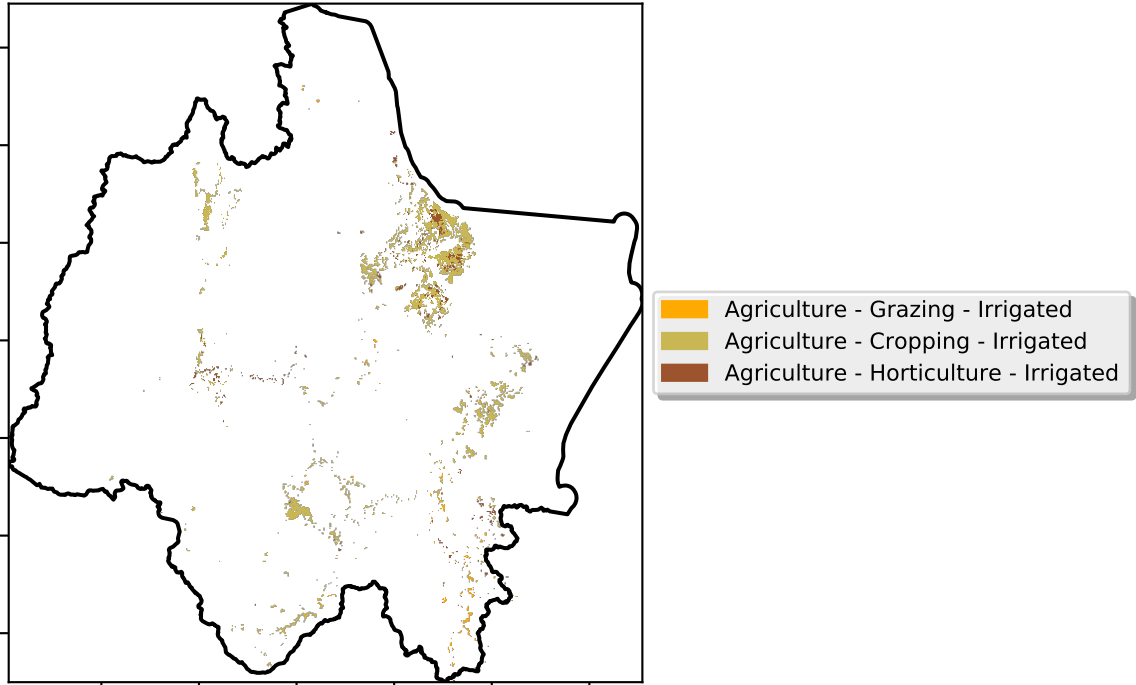 Agriculture - Grazing - Irrigated
Agriculture - Cropping - Irrigated
Agriculture - Horticulture - Irrigated